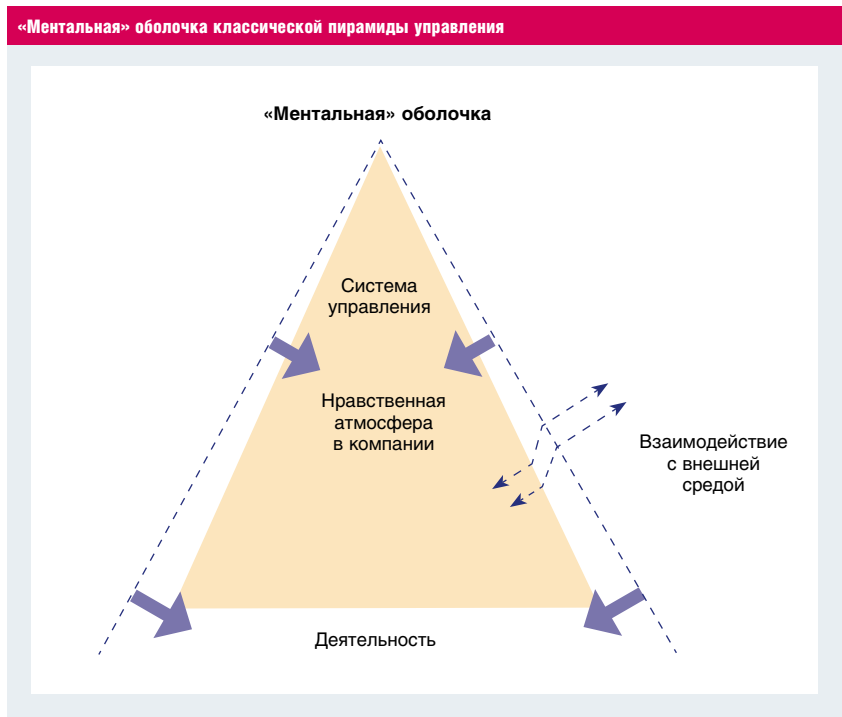 «Ментальная» оболочка классической пирамиды управления
«Ментальная» оболочка
Система
управления
Нравственная
атмосфера
в компании
Взаимодействие
с внешней
средой
Деятельность